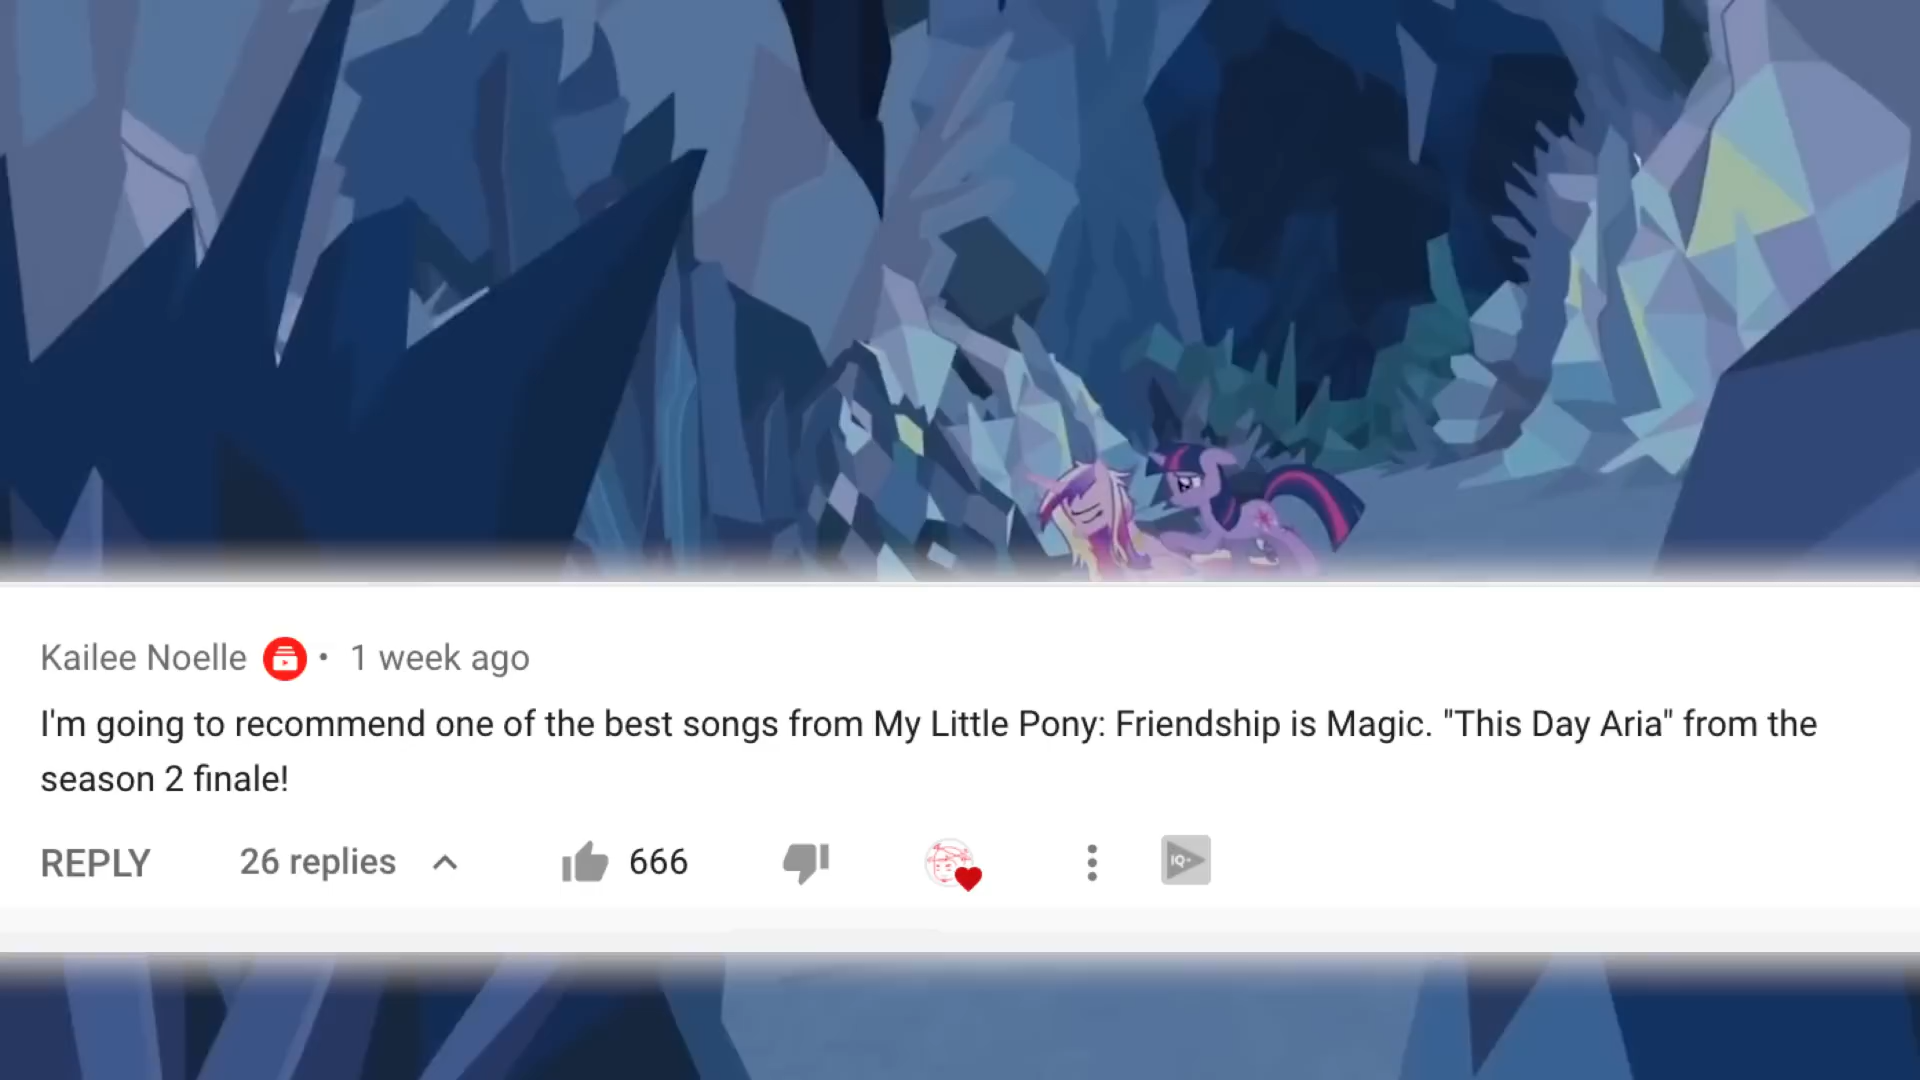 Kailee Noelle • 1 week ago
I'm going to recommend one of the best songs from My Little Pony: Friendship is Magic. "This Day Aria" from the
season 2 finale!
REPLY 26 replies 666 IQ+